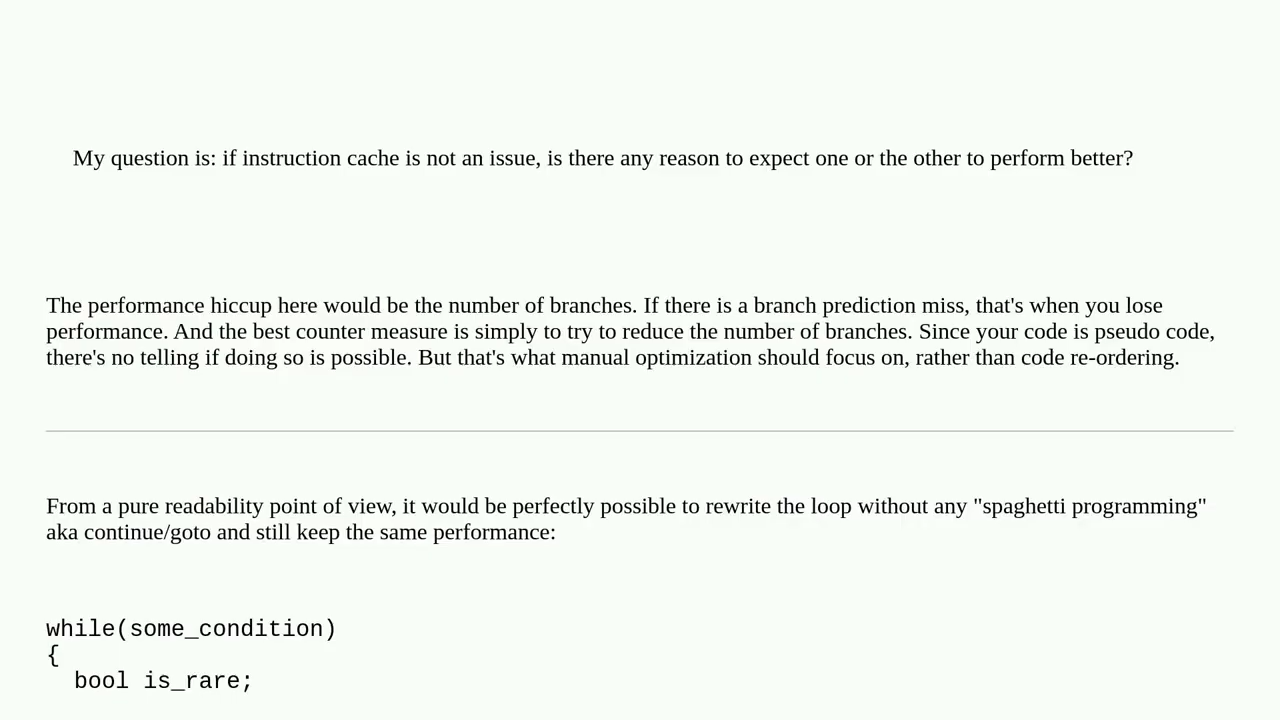 My question is: if instruction cache is not an issue, is there any reason to expect one or the other to perform better?
The performance hiccup here would be the number of branches. If there is a branch prediction miss, that's when you lose
performance. And the best counter measure is simply to try to reduce the number of branches. Since your code is pseudo code,
there's no telling if doing so is possible. But that's what manual optimization should focus on, rather than code re-ordering.
From a pure readability point of view, it would be perfectly possible to rewrite the loop without any "spaghetti programming"
aka continue/goto and still keep the same performance:
while(some_condition)
{
  bool is_rare;